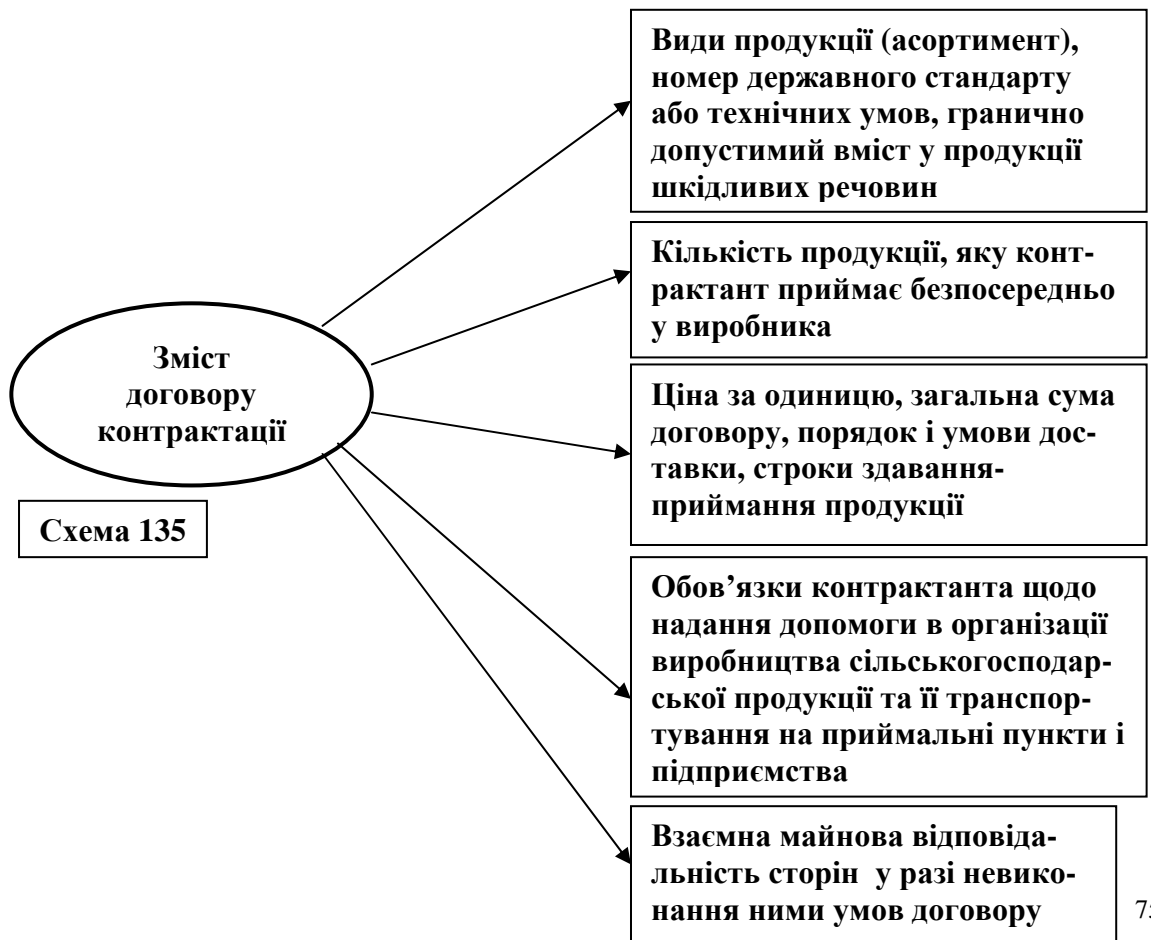 Види продукції (асортимент),
номер державного стандарту
або технічних умов, гранично
допустимий вміст у продукції
шкідливих речовин
Кількість продукції, яку конт-
рактант приймає безпосередньо
у виробника
Зміст
договору
контрактації
Ціна за одиницю, загальна сума
договору, порядок і умови дос-
тавки, строки здавання-
приймання продукції
Схема 135
Обов’язки контрактанта щодо
надання допомоги в організації
виробництва сільськогосподар-
ської продукції та її транспор-
тування на приймальні пункти і
підприємства
Взаємна майнова відповіда-
льність сторін у разі невико-
нання ними умов договору